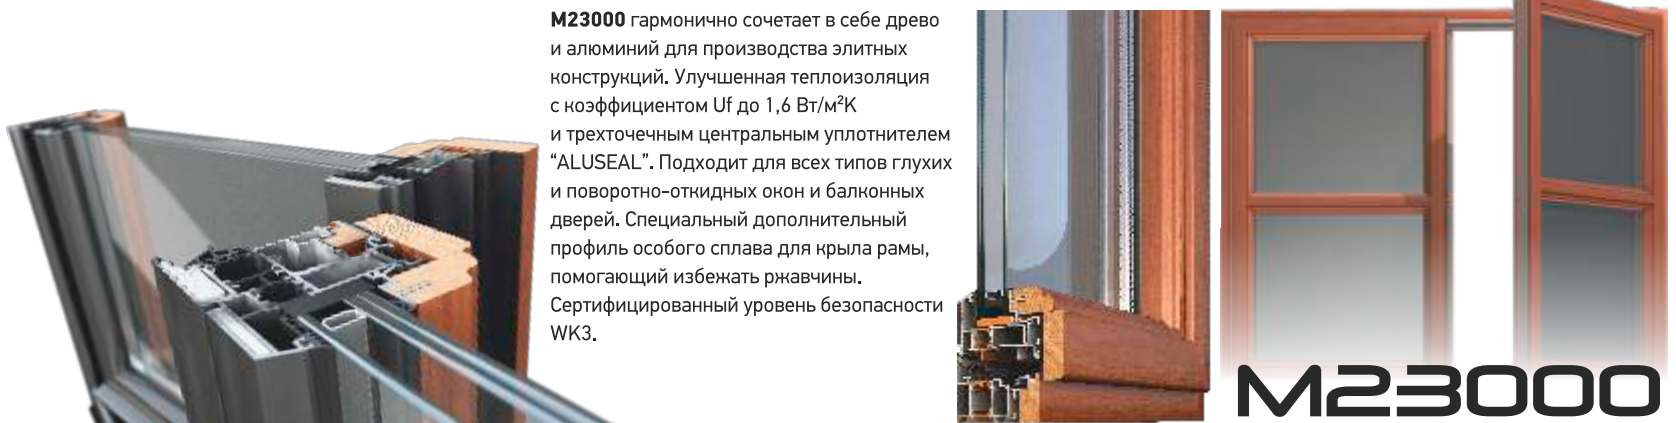 M23000 гармонично сочетает в себе древо
и алюминий для производства элитных
конструкций. Улучшенная теплоизоляция
с коэффициентом Uf до 1,6 Вт/м²К
и трехточечным центральным уплотнителем
“ALUSEAL”. Подходит для всех типов глухих
и поворотно-откидных окон и балконных
дверей. Специальный дополнительный
профиль особого сплава для крыла рамы,
помогающий избежать ржавчины.
Сертифицированный уровень безопасности
WK3.
M23000